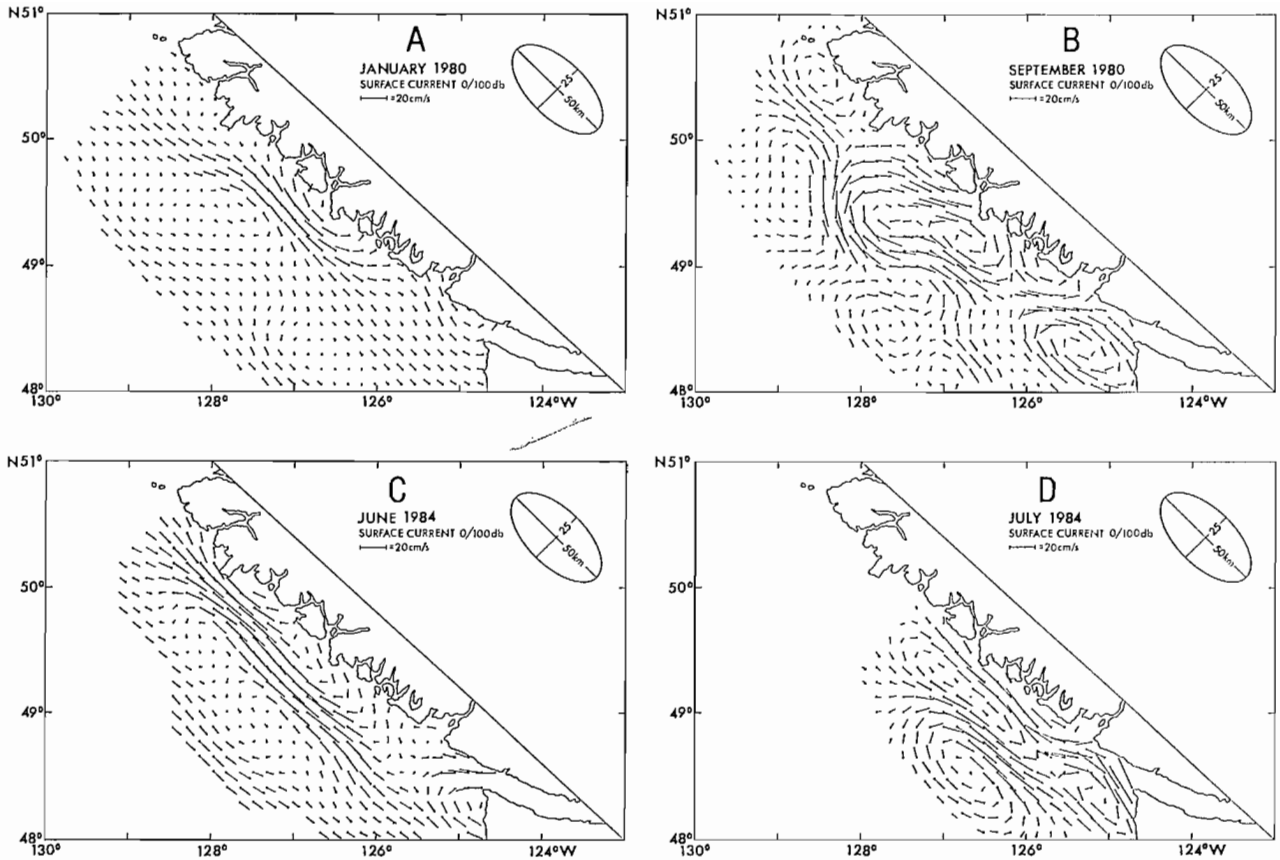 A
JANUARY 1980
SURFACE CURRENT 0/100db
=20cm/s
25
50km
N51°
50°
49°
48°
130° 128° 126° 124°W
B
SEPTEMBER 1980
SURFACE CURRENT 0/100db
=20cm/s
25
50km
N51°
50°
49°
48°
130° 128° 126° 124°W
C
JUNE 1984
SURFACE CURRENT 0/100db
=20cm/s
25
50km
N51°
50°
49°
48°
130° 128° 126° 124°W
D
JULY 1984
SURFACE CURRENT 0/100db
=20cm/s
25
50km
N51°
50°
49°
48°
130° 128° 126° 124°W